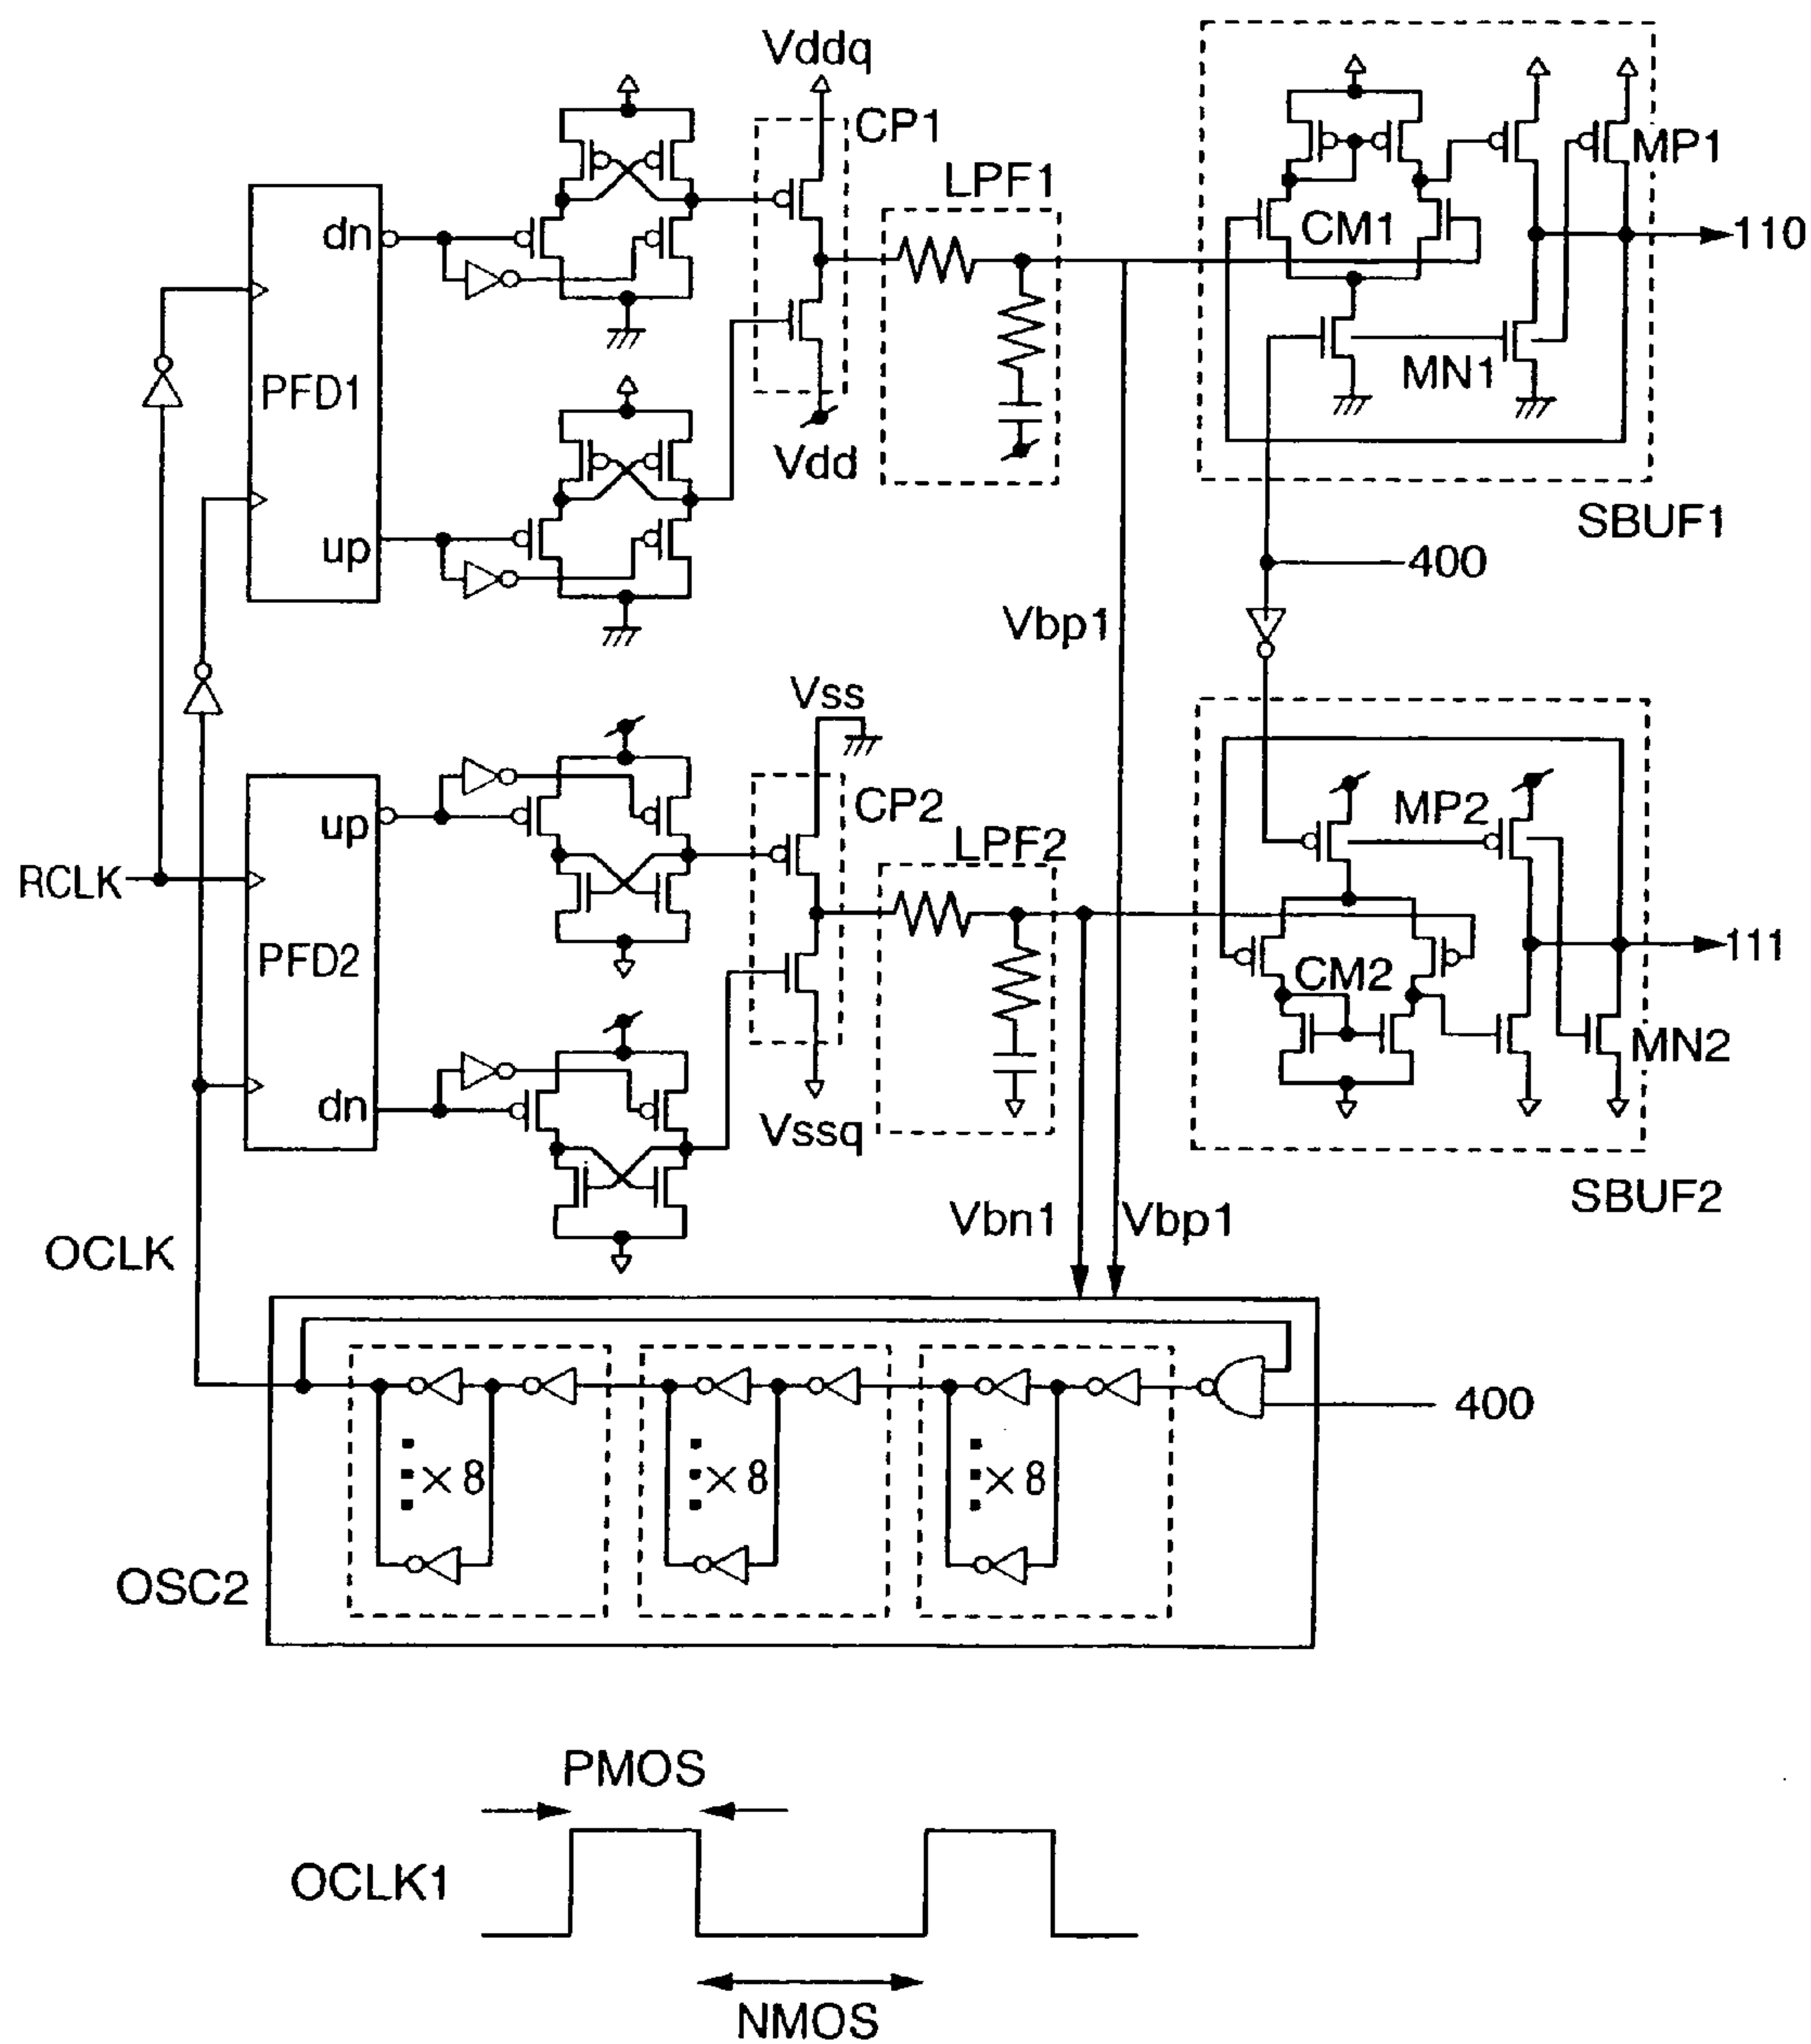 Vddq
CP1
MP1
LPF1
dn
CM1
110
PFD1
MN1
Vdd
SBUF1
up
400
Vbp1
Vss
up
CP2
MP2
LPF2
RCLK
PFD2
CM2
111
MN2
dn
Vssq
SBUF2
Vbn1
Vbp1
OCLK
400
×8
×8
×8
OSC2
PMOS
OCLK1
NMOS